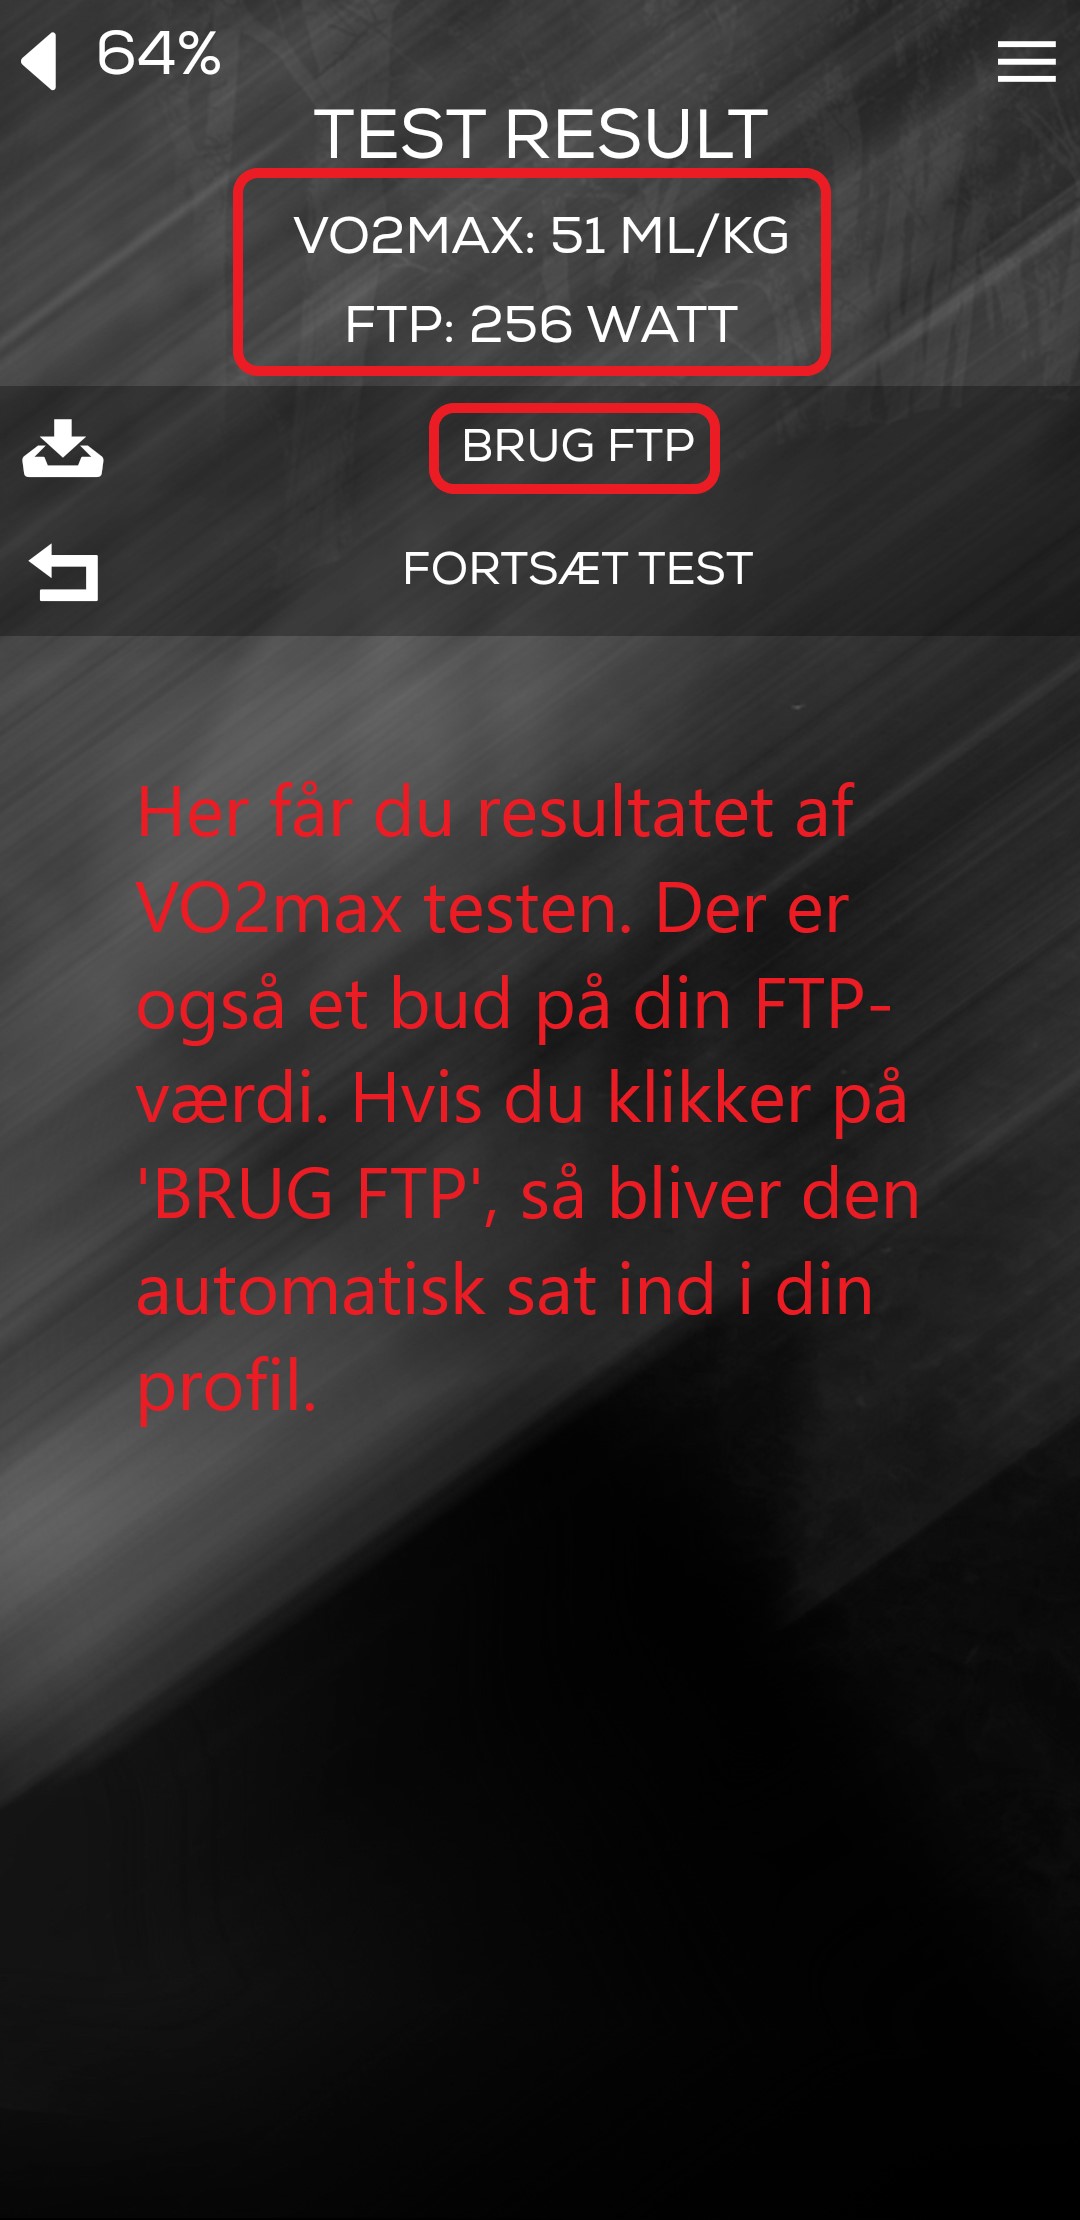 64%
TEST RESULT
VO2MAX: 51 ML/KG
FTP: 256 WATT
BRUG FTP
FORTSÆT TEST
Her får du resultatet af
VO2max testen. Der er
også et bud på din FTP-
værdi. Hvis du klikker på
'BRUG FTP', så bliver den
automatisk sat ind i din
profil.